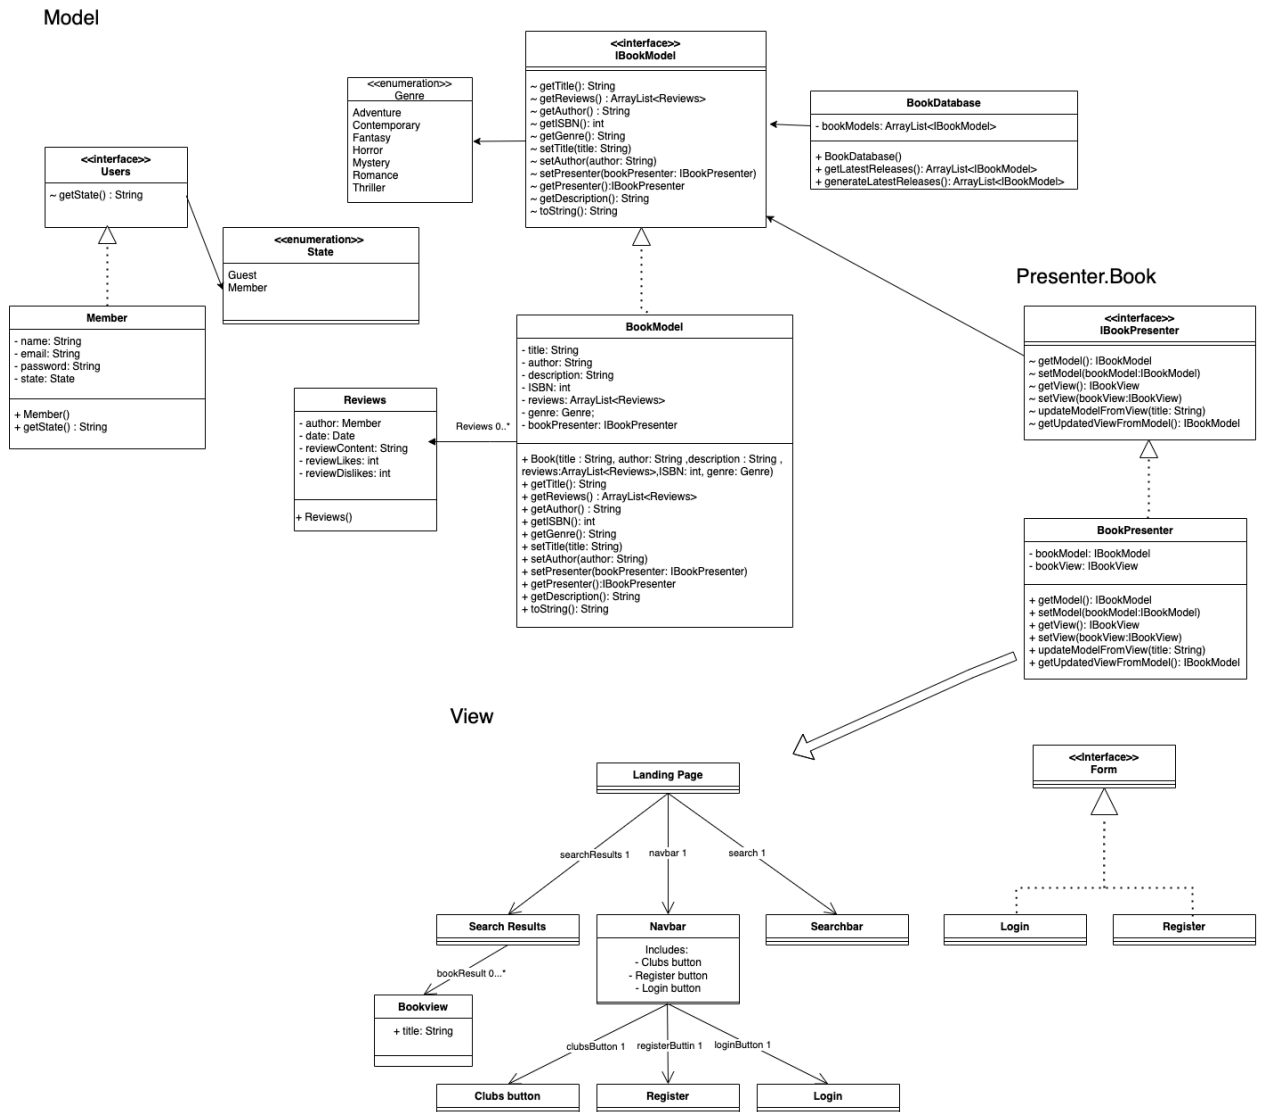 Model
<<interface>>
IBookModel
~ getTitle(): String
~ getReviews() : ArrayList<Reviews>
~ getAuthor() : String
~ getISBN(): int
~ getGenre(): String
~ setTitle(title: String)
~ setAuthor(author: String)
~ setPresenter(bookPresenter: IBookPresenter)
~ getPresenter():IBookPresenter
~ getDescription(): String
~ toString(): String
<<enumeration>>
Genre
Adventure
Contemporary
Fantasy
Horror
Mystery
Romance
Thriller
BookDatabase
- bookModels: ArrayList<IBookModel>
+ BookDatabase()
+ getLatestReleases(): ArrayList<IBookModel>
+ generateLatestReleases(): ArrayList<IBookModel>
<<interface>>
Users
~ getState() : String
<<enumeration>>
State
Guest
Member
Member
- name: String
- email: String
- password: String
- state: State
+ Member()
+ getState() : String
Reviews
- author: Member
- date: Date
- reviewContent: String
- reviewLikes: int
- reviewDislikes: int
+ Reviews()
Reviews 0..*
BookModel
- title: String
- author: String
- description: String
- ISBN: int
- reviews: ArrayList<Reviews>
- genre: Genre;
- bookPresenter: IBookPresenter
+ Book(title : String, author: String ,description : String ,
reviews:ArrayList<Reviews>,ISBN: int, genre: Genre)
+ getTitle(): String
+ getReviews() : ArrayList<Reviews>
+ getAuthor() : String
+ getISBN(): int
+ getGenre(): String
+ setTitle(title: String)
+ setAuthor(author: String)
+ setPresenter(bookPresenter: IBookPresenter)
+ getPresenter():IBookPresenter
+ getDescription(): String
+ toString(): String
Presenter.Book
<<interface>>
IBookPresenter
~ getModel(): IBookModel
~ setModel(bookModel:IBookModel)
~ getView(): IBookView
~ setView(bookView:IBookView)
~ updateModelFromView(title: String)
~ getUpdatedViewFromModel(): IBookModel
BookPresenter
- bookModel: IBookModel
- bookView: IBookView
+ getModel(): IBookModel
+ setModel(bookModel:IBookModel)
+ getView(): IBookView
+ setView(bookView:IBookView)
+ updateModelFromView(title: String)
+ getUpdatedViewFromModel(): IBookModel
View
Landing Page
searchResults 1
navbar 1
search 1
Search Results
Navbar
Includes:
- Clubs button
- Register button
- Login button
Searchbar
bookResult 0...*
Bookview
+ title: String
clubsButton 1
registerButtin 1
loginButton 1
Clubs button
Register
Login
<<Interface>>
Form
Login
Register